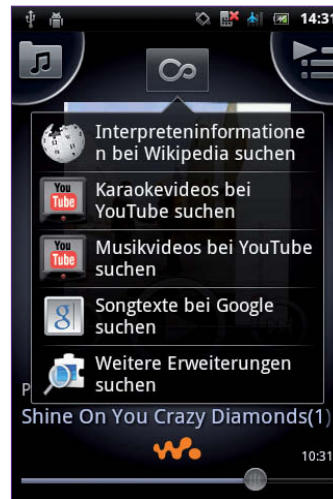 14:31
Interpreteninformatione
n bei Wikipedia suchen
You
Tube
Karaokevideos bei
YouTube suchen
You
Tube
Musikvideos bei YouTube
suchen
g
Songtexte bei Google
suchen
Weitere Erweiterungen
suchen
P
Shine On You Crazy Diamonds(1)
10:31